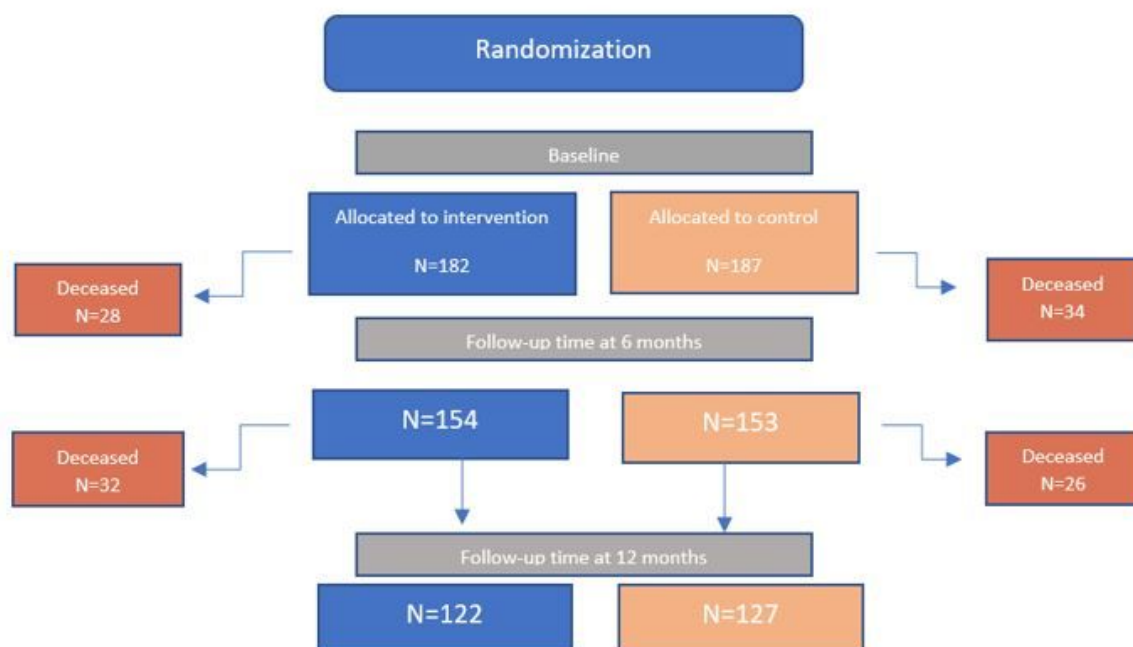 Randomization
Baseline
Allocated to intervention
N=182
Allocated to control
N=187
Deceased
N=28
Deceased
N=34
Follow-up time at 6 months
N=154
N=153
Deceased
N=32
Deceased
N=26
Follow-up time at 12 months
N=122
N=127